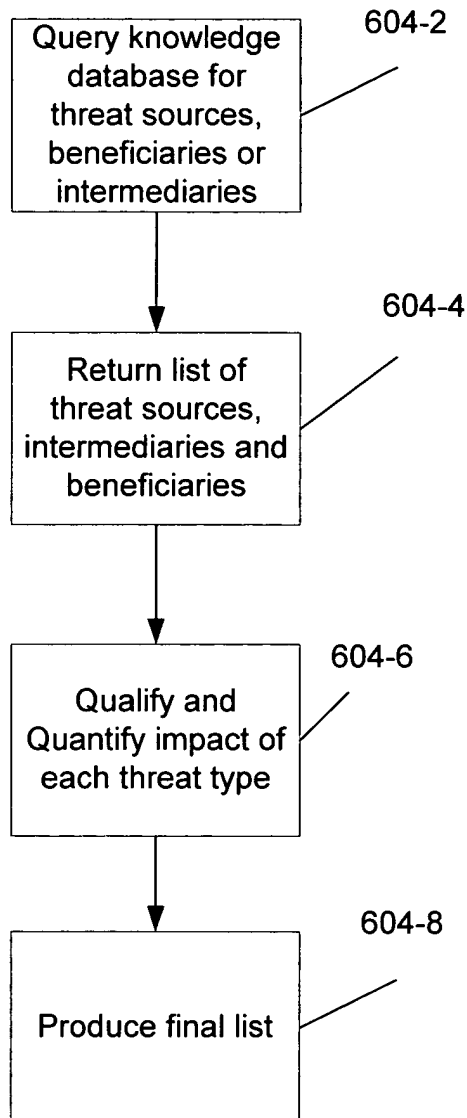 604-2
Query knowledge
database for
threat sources,
beneficiaries or
intermediaries
604-4
Return list of
threat sources,
intermediaries and
beneficiaries
604-6
Qualify and
Quantify impact of
each threat type
604-8
Produce final list